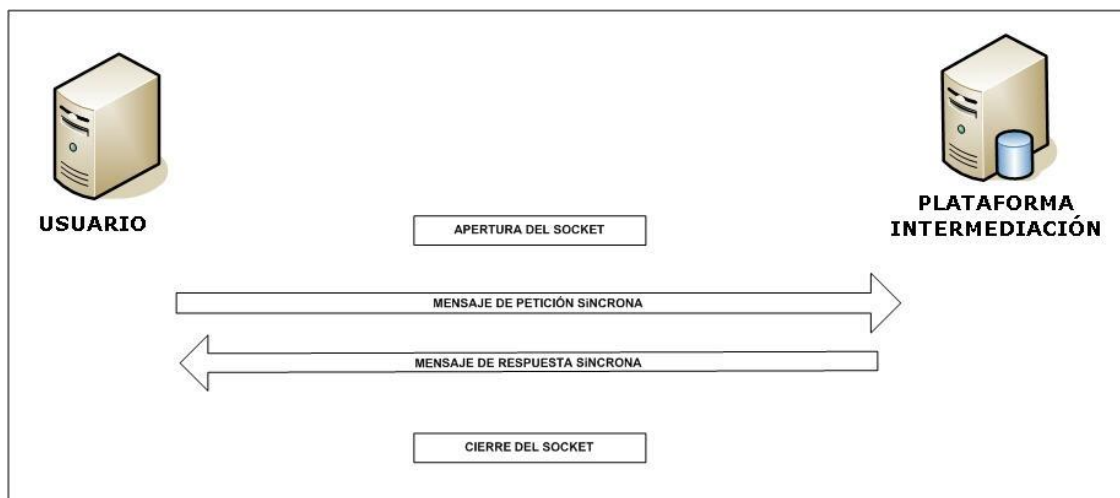 USUARIO
PLATAFORMA
INTERMEDIACIÓN
APERTURA DEL SOCKET
MENSAJE DE PETICIÓN SíNCRONA
MENSAJE DE RESPUESTA SíNCRONA
CIERRE DEL SOCKET